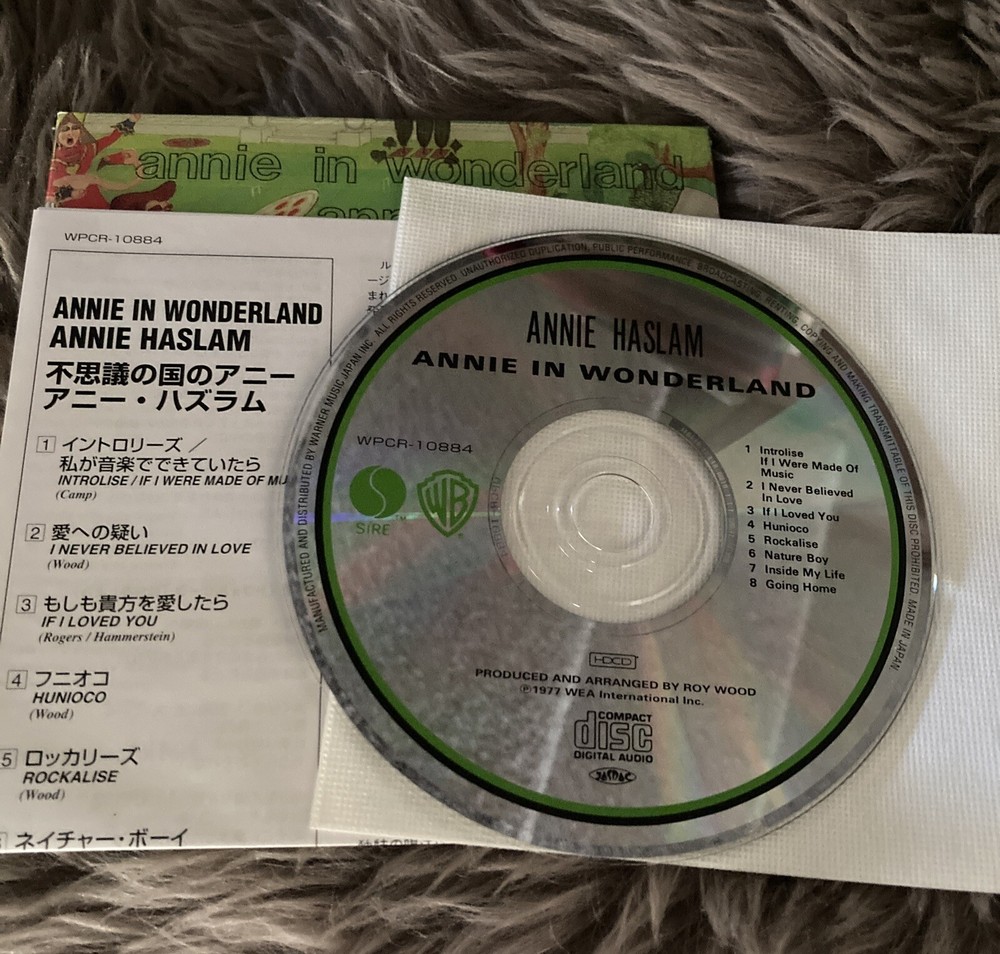 annie in wonderland
WPCR-10884
ANNIE IN WONDERLAND
ANNIE HASLAM
不思議の国のアニー
アニー・ハズラム
1 イントロリーズ／
私が音楽でできていたら
INTROLISE / IF I WERE MADE OF MU
(Camp)
2 愛への疑い
I NEVER BELIEVED IN LOVE
(Wood)
3 もしも貴方を愛したら
IF I LOVED YOU
(Rogers / Hammerstein)
4 フニオコ
HUNIOCO
(Wood)
5 ロッカリーズ
ROCKALISE
(Wood)
ネイチャー・ボーイ
MANUFACTURED AND DISTRIBUTED BY WARNER MUSIC JAPAN INC. ALL RIGHTS RESERVED. UNAUTHORIZED DUPLICATION, PUBLIC PERFORMANCE, BROADCASTING, RENTING, COPYING AND MAKING TRANSMITTABLE OF THIS DISC PROHIBITED. MADE IN JAPAN
ANNIE HASLAM
ANNIE IN WONDERLAND
WPCR-10884
SIRE™
WB
1 Introlise
If I Were Made Of
Music
2 I Never Believed
In Love
3 If I Loved You
4 Hunioco
5 Rockalise
6 Nature Boy
7 Inside My Life
8 Going Home
HDCD
PRODUCED AND ARRANGED BY ROY WOOD
℗1977 WEA International Inc.
COMPACT
disc
DIGITAL AUDIO
JASRAC